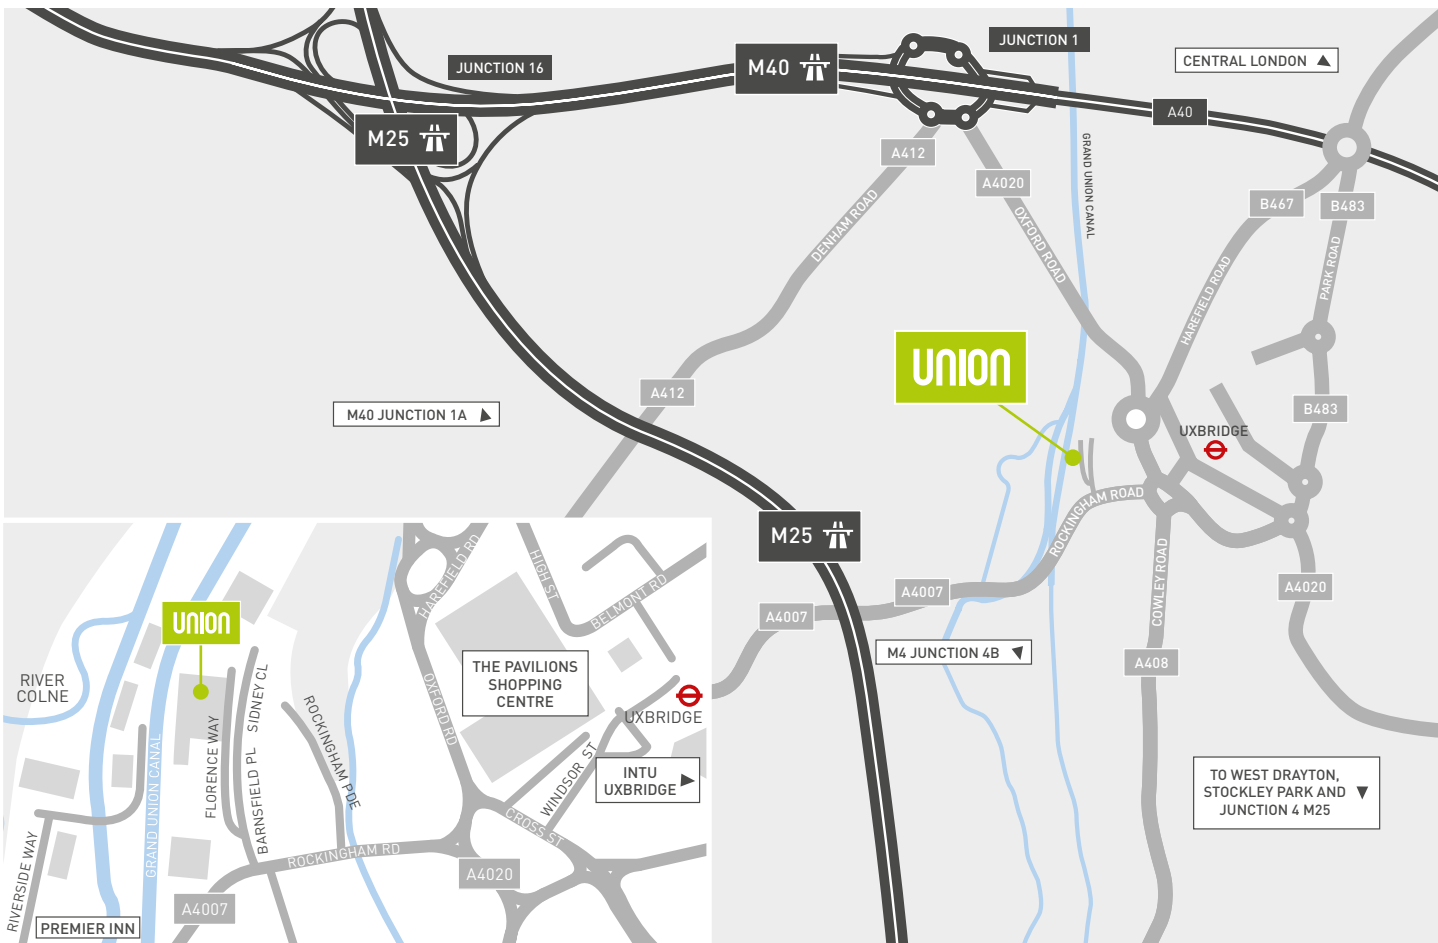 JUNCTION 1
CENTRAL LONDON
JUNCTION 16
M40
A40
M25
A412
GRAND UNION CANAL
A4020
B467
B483
DENHAM ROAD
OXFORD ROAD
HAREFIELD ROAD
PARK ROAD
UNION
A412
M40 JUNCTION 1A
B483
UXBRIDGE
ROCKINGHAM ROAD
M25
COWLEY ROAD
A4007
A4020
A4007
M4 JUNCTION 4B
A408
TO WEST DRAYTON,
STOCKLEY PARK AND
JUNCTION 4 M25
HAREFIELD RD
HIGH ST
BELMONT RD
UNION
RIVER
COLNE
SIDNEY CL
THE PAVILIONS
SHOPPING
CENTRE
OXFORD RD
UXBRIDGE
ROCKINGHAM PDE
FLORENCE WAY
BARNSFIELD PL
GRAND UNION CANAL
WINDSOR ST
INTU
UXBRIDGE
CROSS ST
ROCKINGHAM RD
A4020
RIVERSIDE WAY
A4007
PREMIER INN